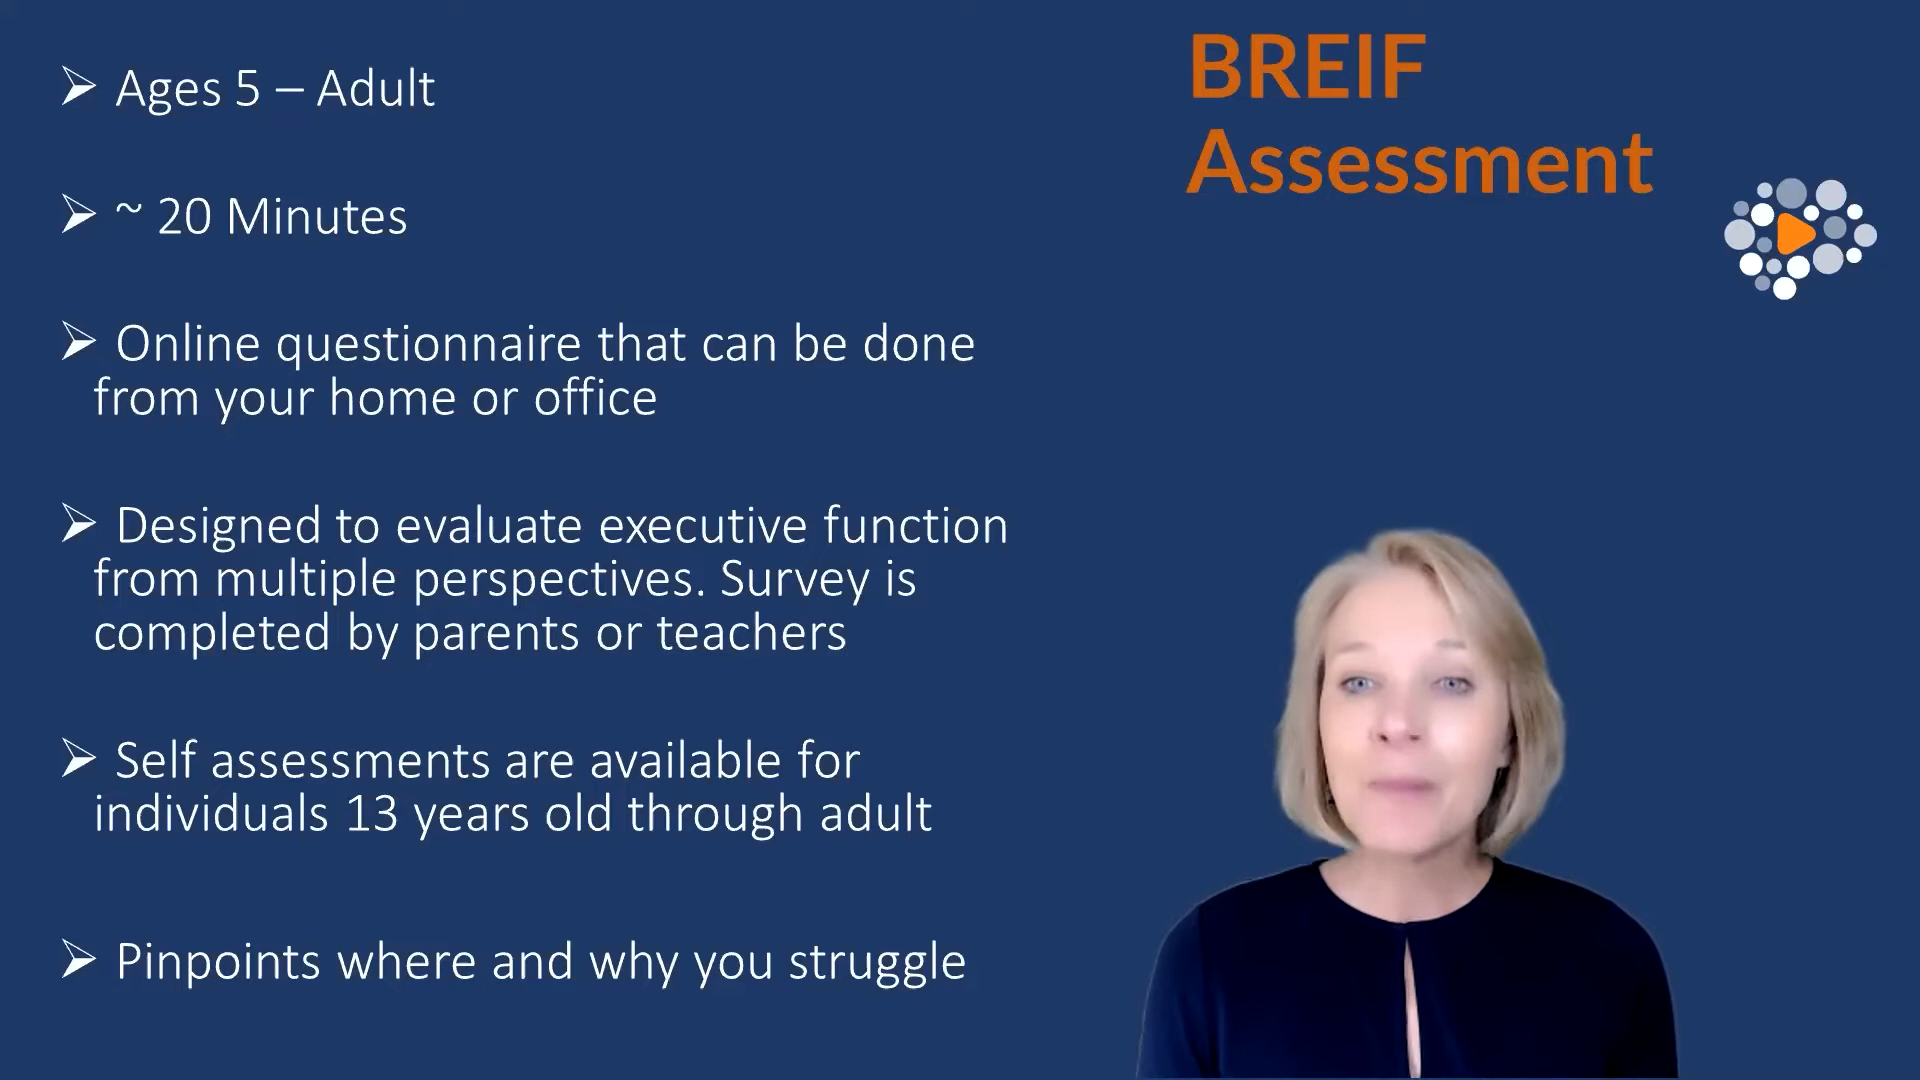 BREIF
Assessment
➢ Ages 5 – Adult
➢ ~ 20 Minutes
➢ Online questionnaire that can be done
from your home or office
➢ Designed to evaluate executive function
from multiple perspectives. Survey is
completed by parents or teachers
➢ Self assessments are available for
individuals 13 years old through adult
➢ Pinpoints where and why you struggle